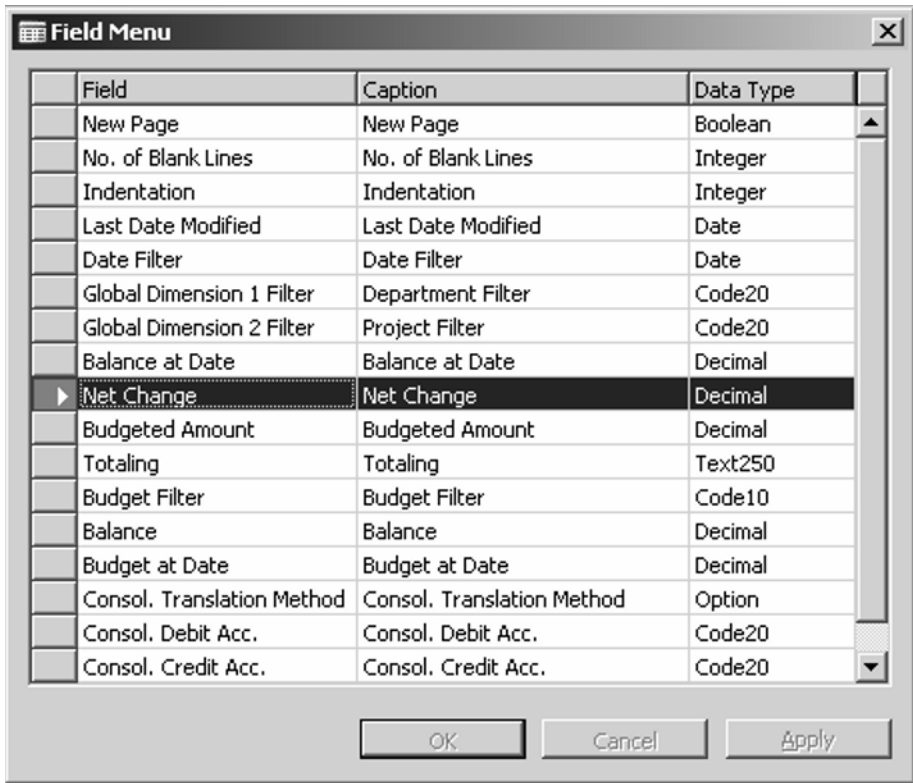 Field Menu
Field Caption Data Type
New Page New Page Boolean
No. of Blank Lines No. of Blank Lines Integer
Indentation Indentation Integer
Last Date Modified Last Date Modified Date
Date Filter Date Filter Date
Global Dimension 1 Filter Department Filter Code20
Global Dimension 2 Filter Project Filter Code20
Balance at Date Balance at Date Decimal
Net Change Net Change Decimal
Budgeted Amount Budgeted Amount Decimal
Totaling Totaling Text250
Budget Filter Budget Filter Code10
Balance Balance Decimal
Budget at Date Budget at Date Decimal
Consol. Translation Method Consol. Translation Method Option
Consol. Debit Acc. Consol. Debit Acc. Code20
Consol. Credit Acc. Consol. Credit Acc. Code20
OK Cancel Apply